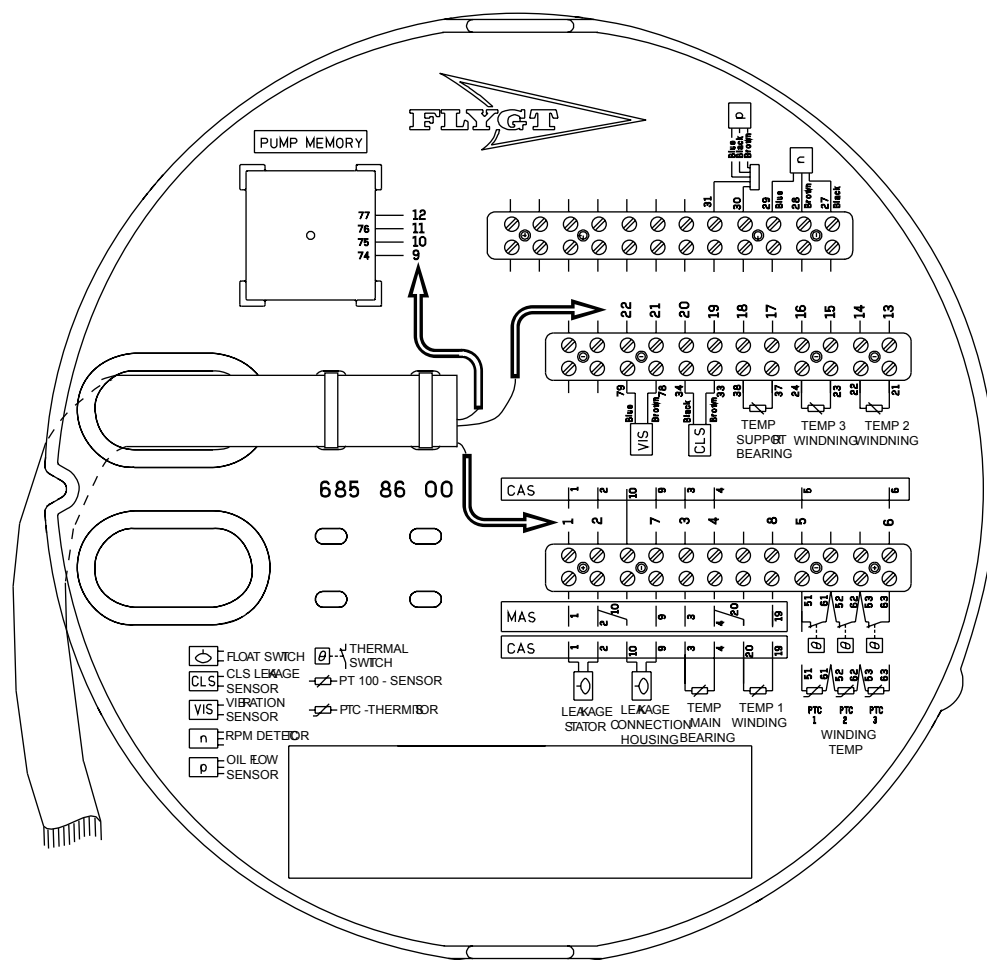 FLYGT
PUMP MEMORY
77 12
76 11
75 10
74 9
p
Blue
Black
Brown
n
31 30 29 Blue 28 Brown 27 Black
22 21 20 19 18 17 16 15 14 13
79 Blue Brown 78 34 Black Brown 33 38 37 24 23 22 21
VIS
CLS
TEMP
SUPPORT
BEARING
TEMP 3
WINDNING
TEMP 2
WINDNING
685 86 00
CAS 1 2 10 9 3 4 5 6
1 2 7 3 4 8 5 6
51 61 52 62 53 63
MAS 1 2 10 9 3 4 20 19
θ θ θ
CAS 1 2 10 9 3 4 20 19
51 61 52 62 53 63
PTC 1
PTC 2
PTC 3
WINDING
TEMP
LEAKAGE
STATOR
LEAKAGE
CONNECTION
HOUSING
TEMP
MAIN
BEARING
TEMP 1
WINDING
FLOAT SWITCH
CLS CLS LEAKAGE
SENSOR
VIS VIBRATION
SENSOR
n RPM DETECTOR
p OIL FLOW
SENSOR
θ THERMAL
SWITCH
PT 100 - SENSOR
PTC -THERMISTOR